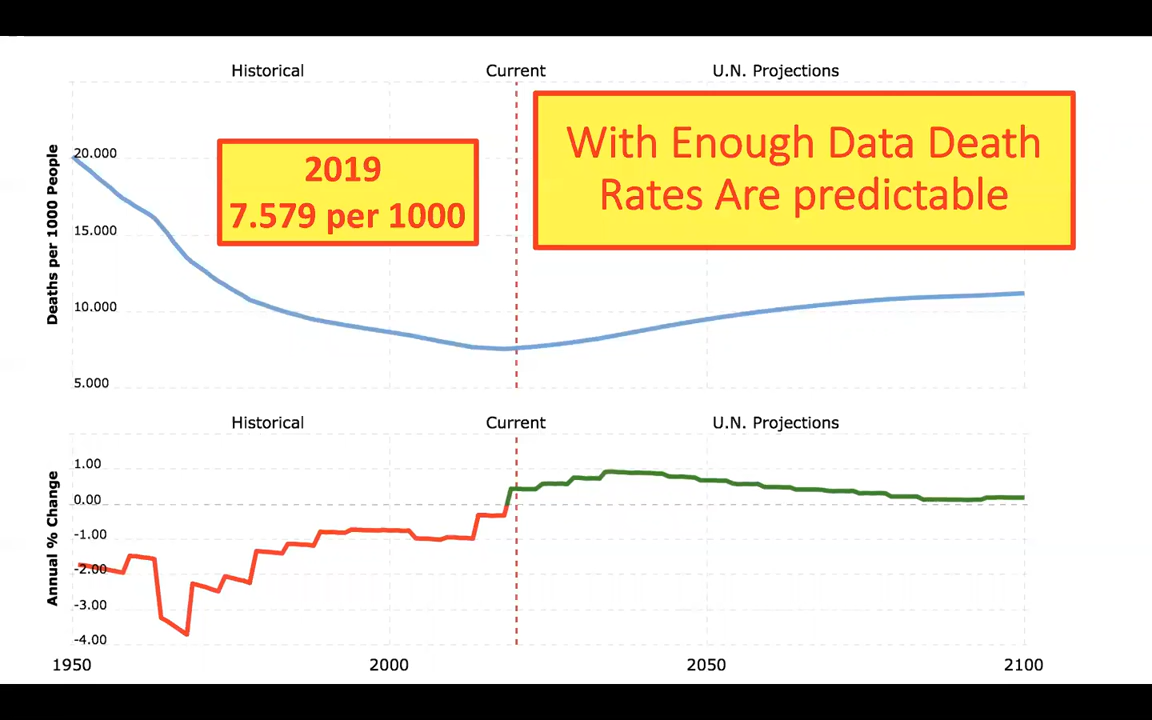 Historical
Current
U.N. Projections
With Enough Data Death
Rates Are predictable
2019
7.579 per 1000
Deaths per 1000 People
20.000
15.000
10.000
5.000
Historical
Current
U.N. Projections
Annual % Change
1.00
0.00
-1.00
-2.00
-3.00
-4.00
1950
2000
2050
2100